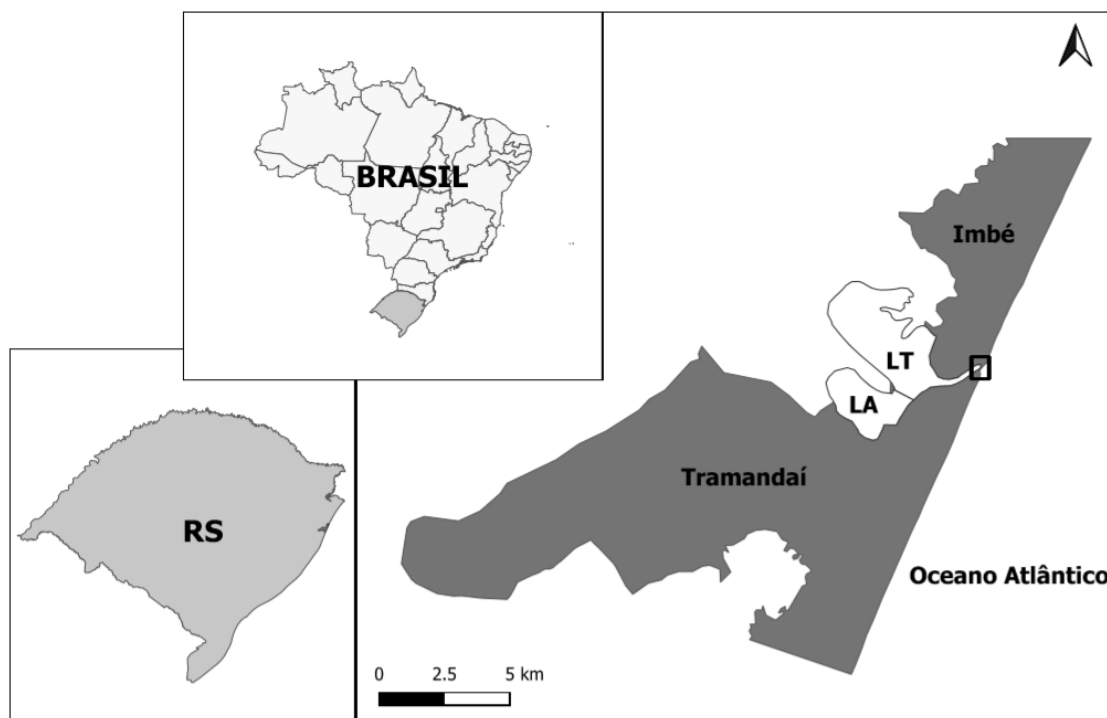 BRASIL
RS
Imbé
LT
LA
Tramandaí
Oceano Atlântico
0 2.5 5 km